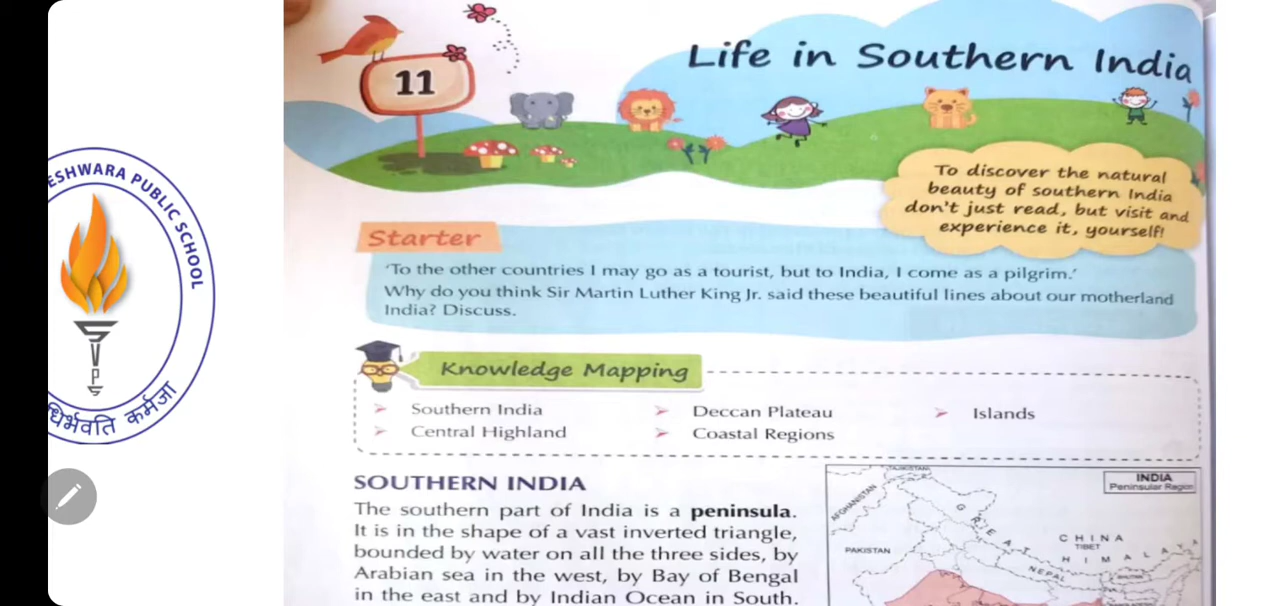 Life in Southern India
11
To discover the natural
beauty of southern India
don't just read, but visit and
experience it, yourself!
Starter
'To the other countries I may go as a tourist, but to India, I come as a pilgrim.'
Why do you think Sir Martin Luther King Jr. said these beautiful lines about our motherland
India? Discuss.
Knowledge Mapping
Southern India
Deccan Plateau
Islands
Central Highland
Coastal Regions
SOUTHERN INDIA
The southern part of India is a peninsula.
It is in the shape of a vast inverted triangle,
bounded by water on all the three sides, by
Arabian sea in the west, by Bay of Bengal
in the east and by Indian Ocean in South.
INDIA
Peninsular Region
AFGHANISTAN
PAKISTAN
CHINA
TIBET
GREAT HIMALAYA
NEPAL
ESHWARA PUBLIC SCHOOL
SVPS
धिर्भवति कर्मजा